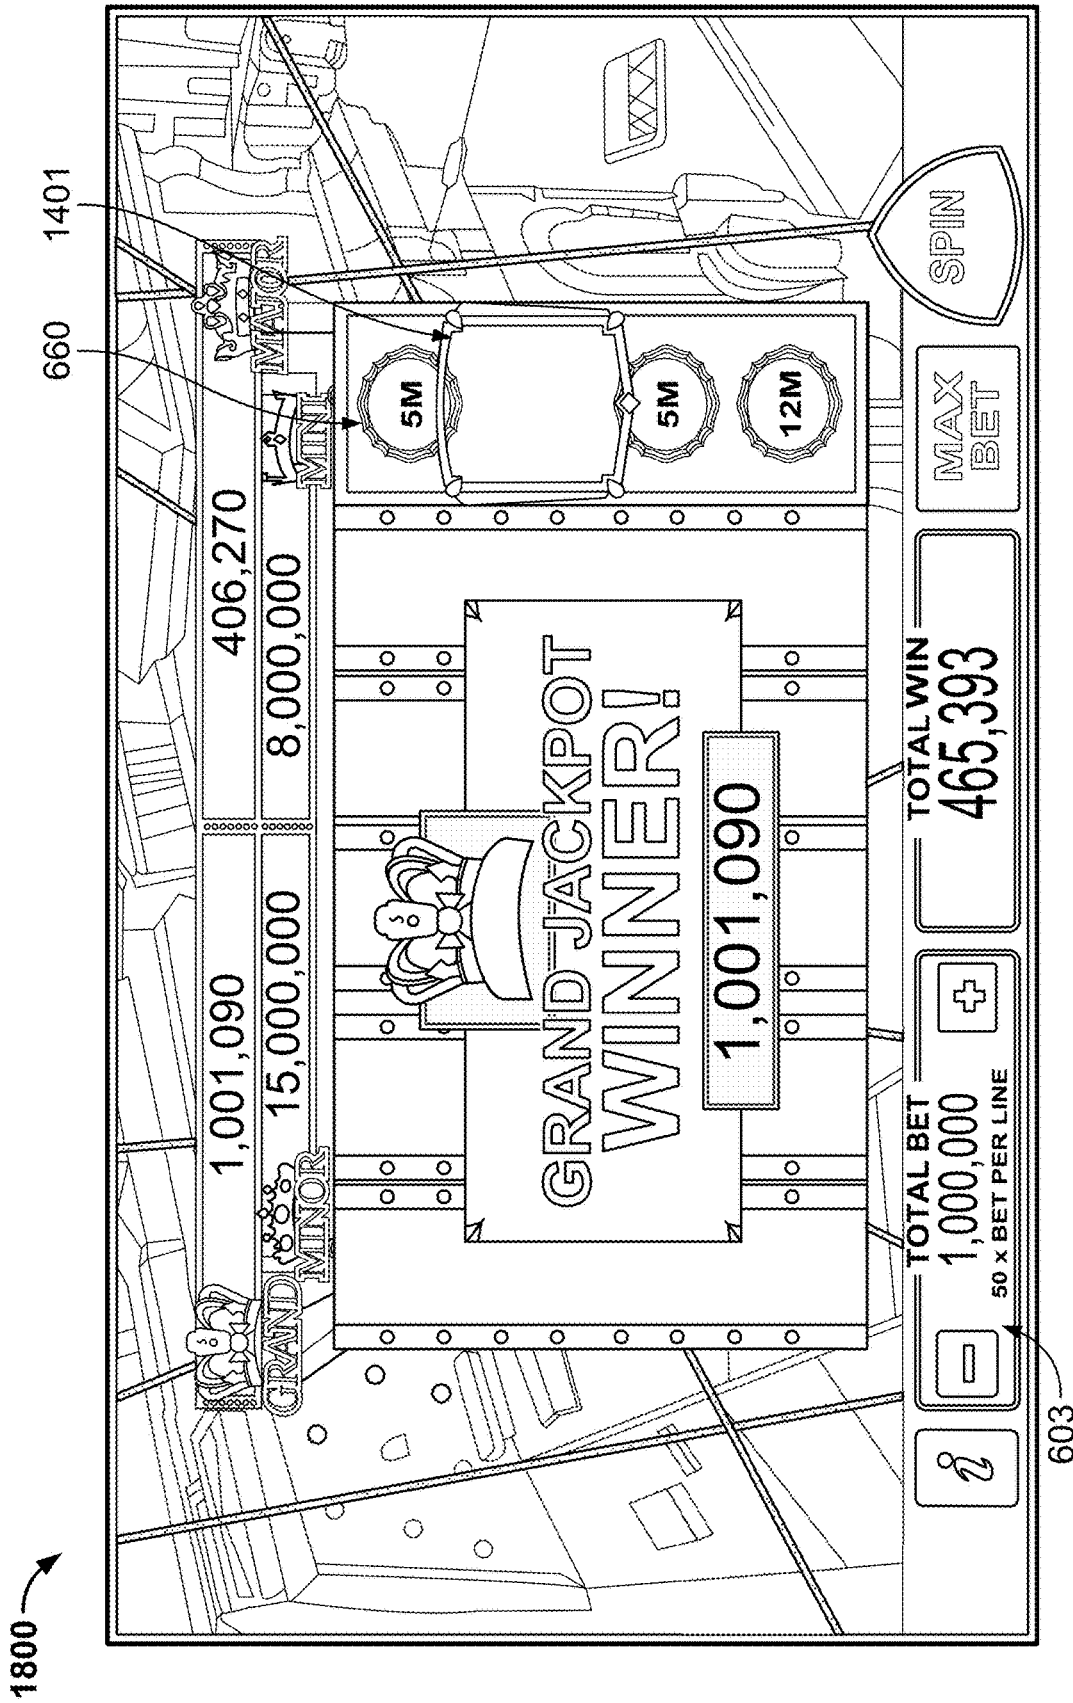 1800
660
1401
1,001,090
406,270
GRAND
MAJOR
15,000,000
8,000,000
MINOR
MINI
5M
5M
12M
GRAND JACKPOT
WINNER!
1,001,090
i
TOTAL BET
1,000,000
50 x BET PER LINE
-
+
TOTAL WIN
465,393
MAX
BET
SPIN
603